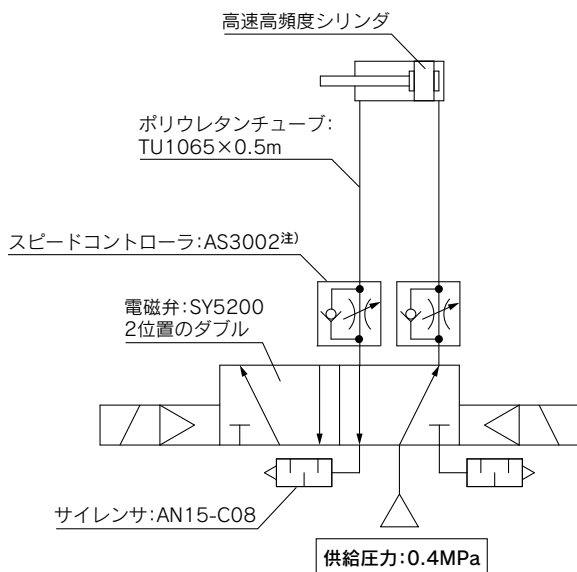 高速高頻度シリンダ
ポリウレタンチューブ:
TU1065×0.5m
スピードコントローラ:AS3002注)
電磁弁:SY5200
2位置のダブル
サイレンサ:AN15-C08
供給圧力:0.4MPa